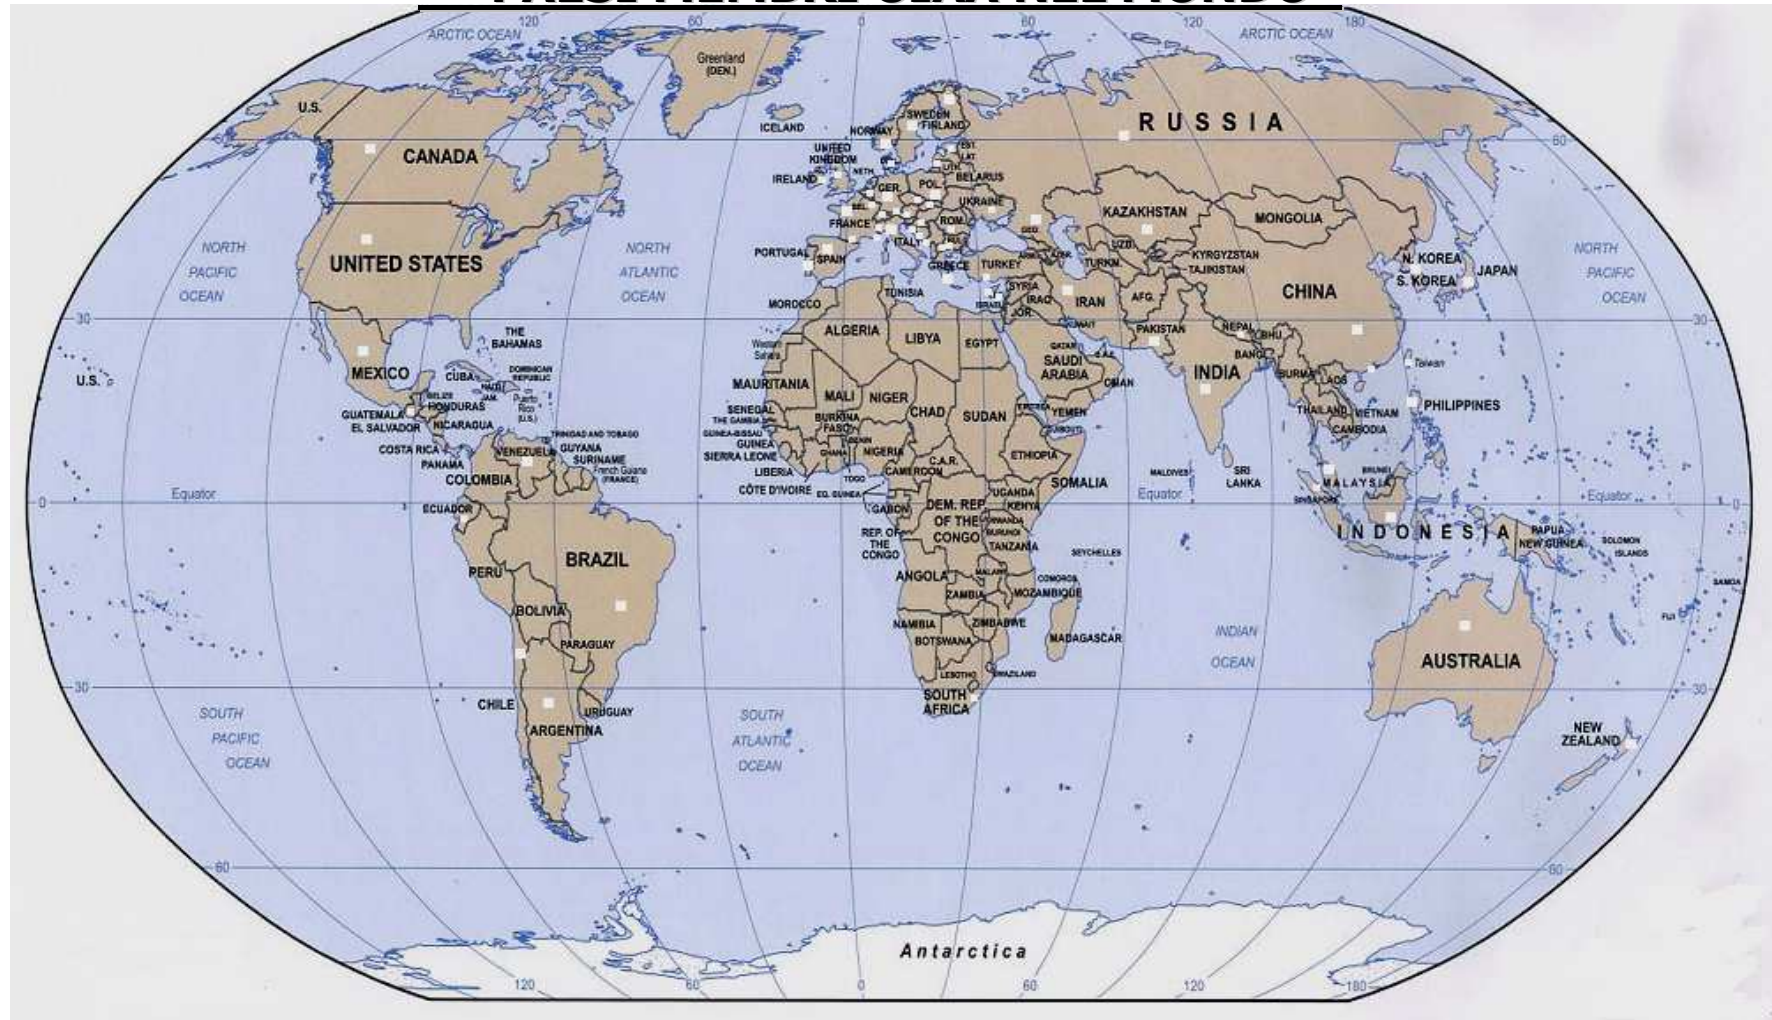 120
60
0
60
120
180
ARCTIC OCEAN
ARCTIC OCEAN
Greenland
(DEN.)
U.S.
ICELAND
RUSSIA
SWEDEN
FINLAND
NORWAY
CANADA
UNITED
KINGDOM
NETH.
EST.
LAT.
LITH.
60
IRELAND
GER.
POL.
BELARUS
BEL.
UKRAINE
FRANCE
ROM.
KAZAKHSTAN
MONGOLIA
NORTH
PACIFIC
OCEAN
UNITED STATES
NORTH
ATLANTIC
OCEAN
PORTUGAL
SPAIN
ITALY
GREECE
TURKEY
GEO.
UZB.
TURKM.
KYRGYZSTAN
TAJIKISTAN
N. KOREA
S. KOREA
JAPAN
NORTH
PACIFIC
OCEAN
CHINA
MOROCCO
TUNISIA
SYRIA
ISRAEL
IRAQ
JOR.
IRAN
AFG.
30
30
THE
BAHAMAS
ALGERIA
LIBYA
EGYPT
KUWAIT
PAKISTAN
NEPAL
BHU.
Western
Sahara
QATAR
U.A.E.
SAUDI
ARABIA
OMAN
BANG.
INDIA
BURMA
LAOS
Taiwan
U.S.
MEXICO
CUBA
DOMINICAN
REPUBLIC
HAITI
JAM.
Puerto
Rico
(U.S.)
BELIZE
HONDURAS
GUATEMALA
EL SALVADOR
NICARAGUA
MAURITANIA
MALI
NIGER
CHAD
SUDAN
ERITREA
YEMEN
DJIBOUTI
THAILAND
VIETNAM
CAMBODIA
PHILIPPINES
SENEGAL
THE GAMBIA
GUINEA-BISSAU
GUINEA
SIERRA LEONE
LIBERIA
CÔTE D'IVOIRE
BURKINA
FASO
BENIN
GHANA
NIGERIA
TOGO
EQ. GUINEA
C.A.R.
CAMEROON
ETHIOPIA
SOMALIA
COSTA RICA
PANAMA
TRINIDAD AND TOBAGO
VENEZUELA
GUYANA
SURINAME
French Guiana
(FRANCE)
COLOMBIA
MALDIVES
SRI
LANKA
BRUNEI
MALAYSIA
SINGAPORE
Equator
Equator
Equator
0
0
ECUADOR
GABON
REP. OF
THE
CONGO
DEM. REP.
OF THE
CONGO
UGANDA
KENYA
RWANDA
BURUNDI
TANZANIA
SEYCHELLES
INDONESIA
PAPUA
NEW GUINEA
SOLOMON
ISLANDS
BRAZIL
PERU
ANGOLA
MALAWI
COMOROS
ZAMBIA
MOZAMBIQUE
SAMOA
BOLIVIA
NAMIBIA
ZIMBABWE
BOTSWANA
MADAGASCAR
FIJI
INDIAN
OCEAN
PARAGUAY
AUSTRALIA
LESOTHO
SWAZILAND
30
30
SOUTH
AFRICA
CHILE
URUGUAY
ARGENTINA
SOUTH
PACIFIC
OCEAN
SOUTH
ATLANTIC
OCEAN
NEW
ZEALAND
60
60
Antarctica
120
60
0
60
120
180